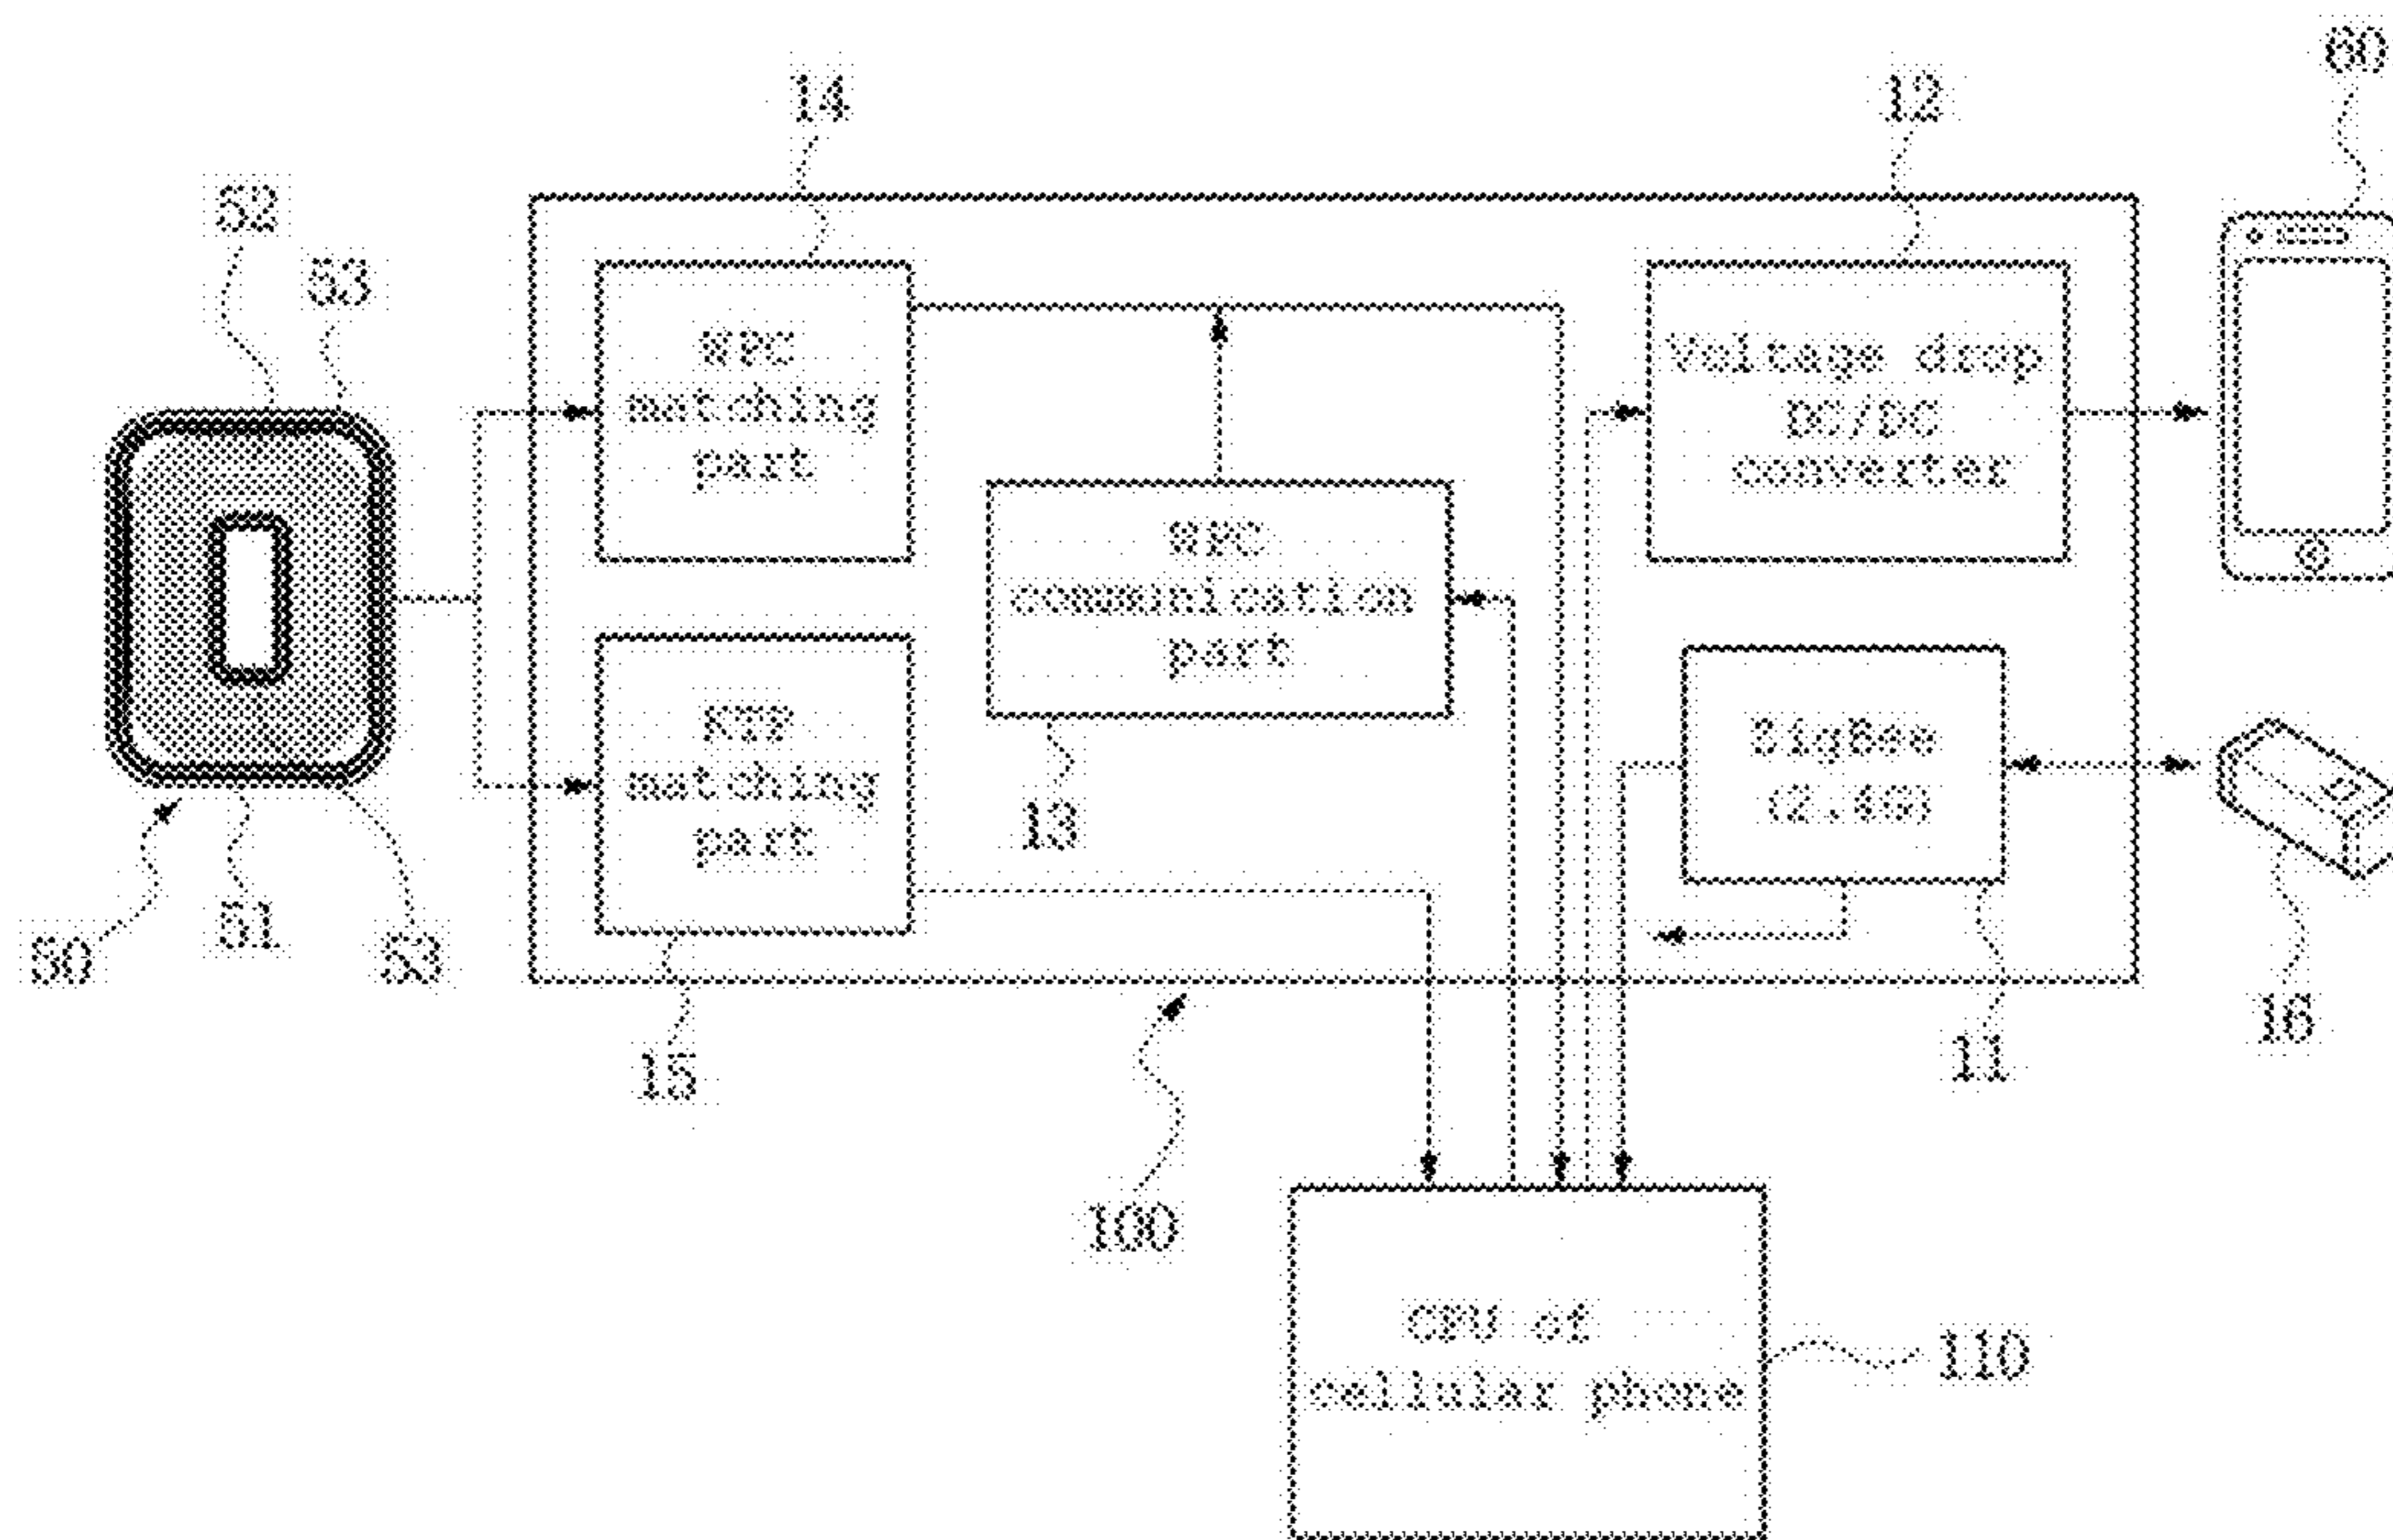 60
14
12
52
53
WPC
matching
part
Voltage drop
DC/DC
converter
WPC
communication
part
matching
part
ZigBee
(2.4G)
13
50
51
53
15
100
11
16
CPU of
cellular phone
110